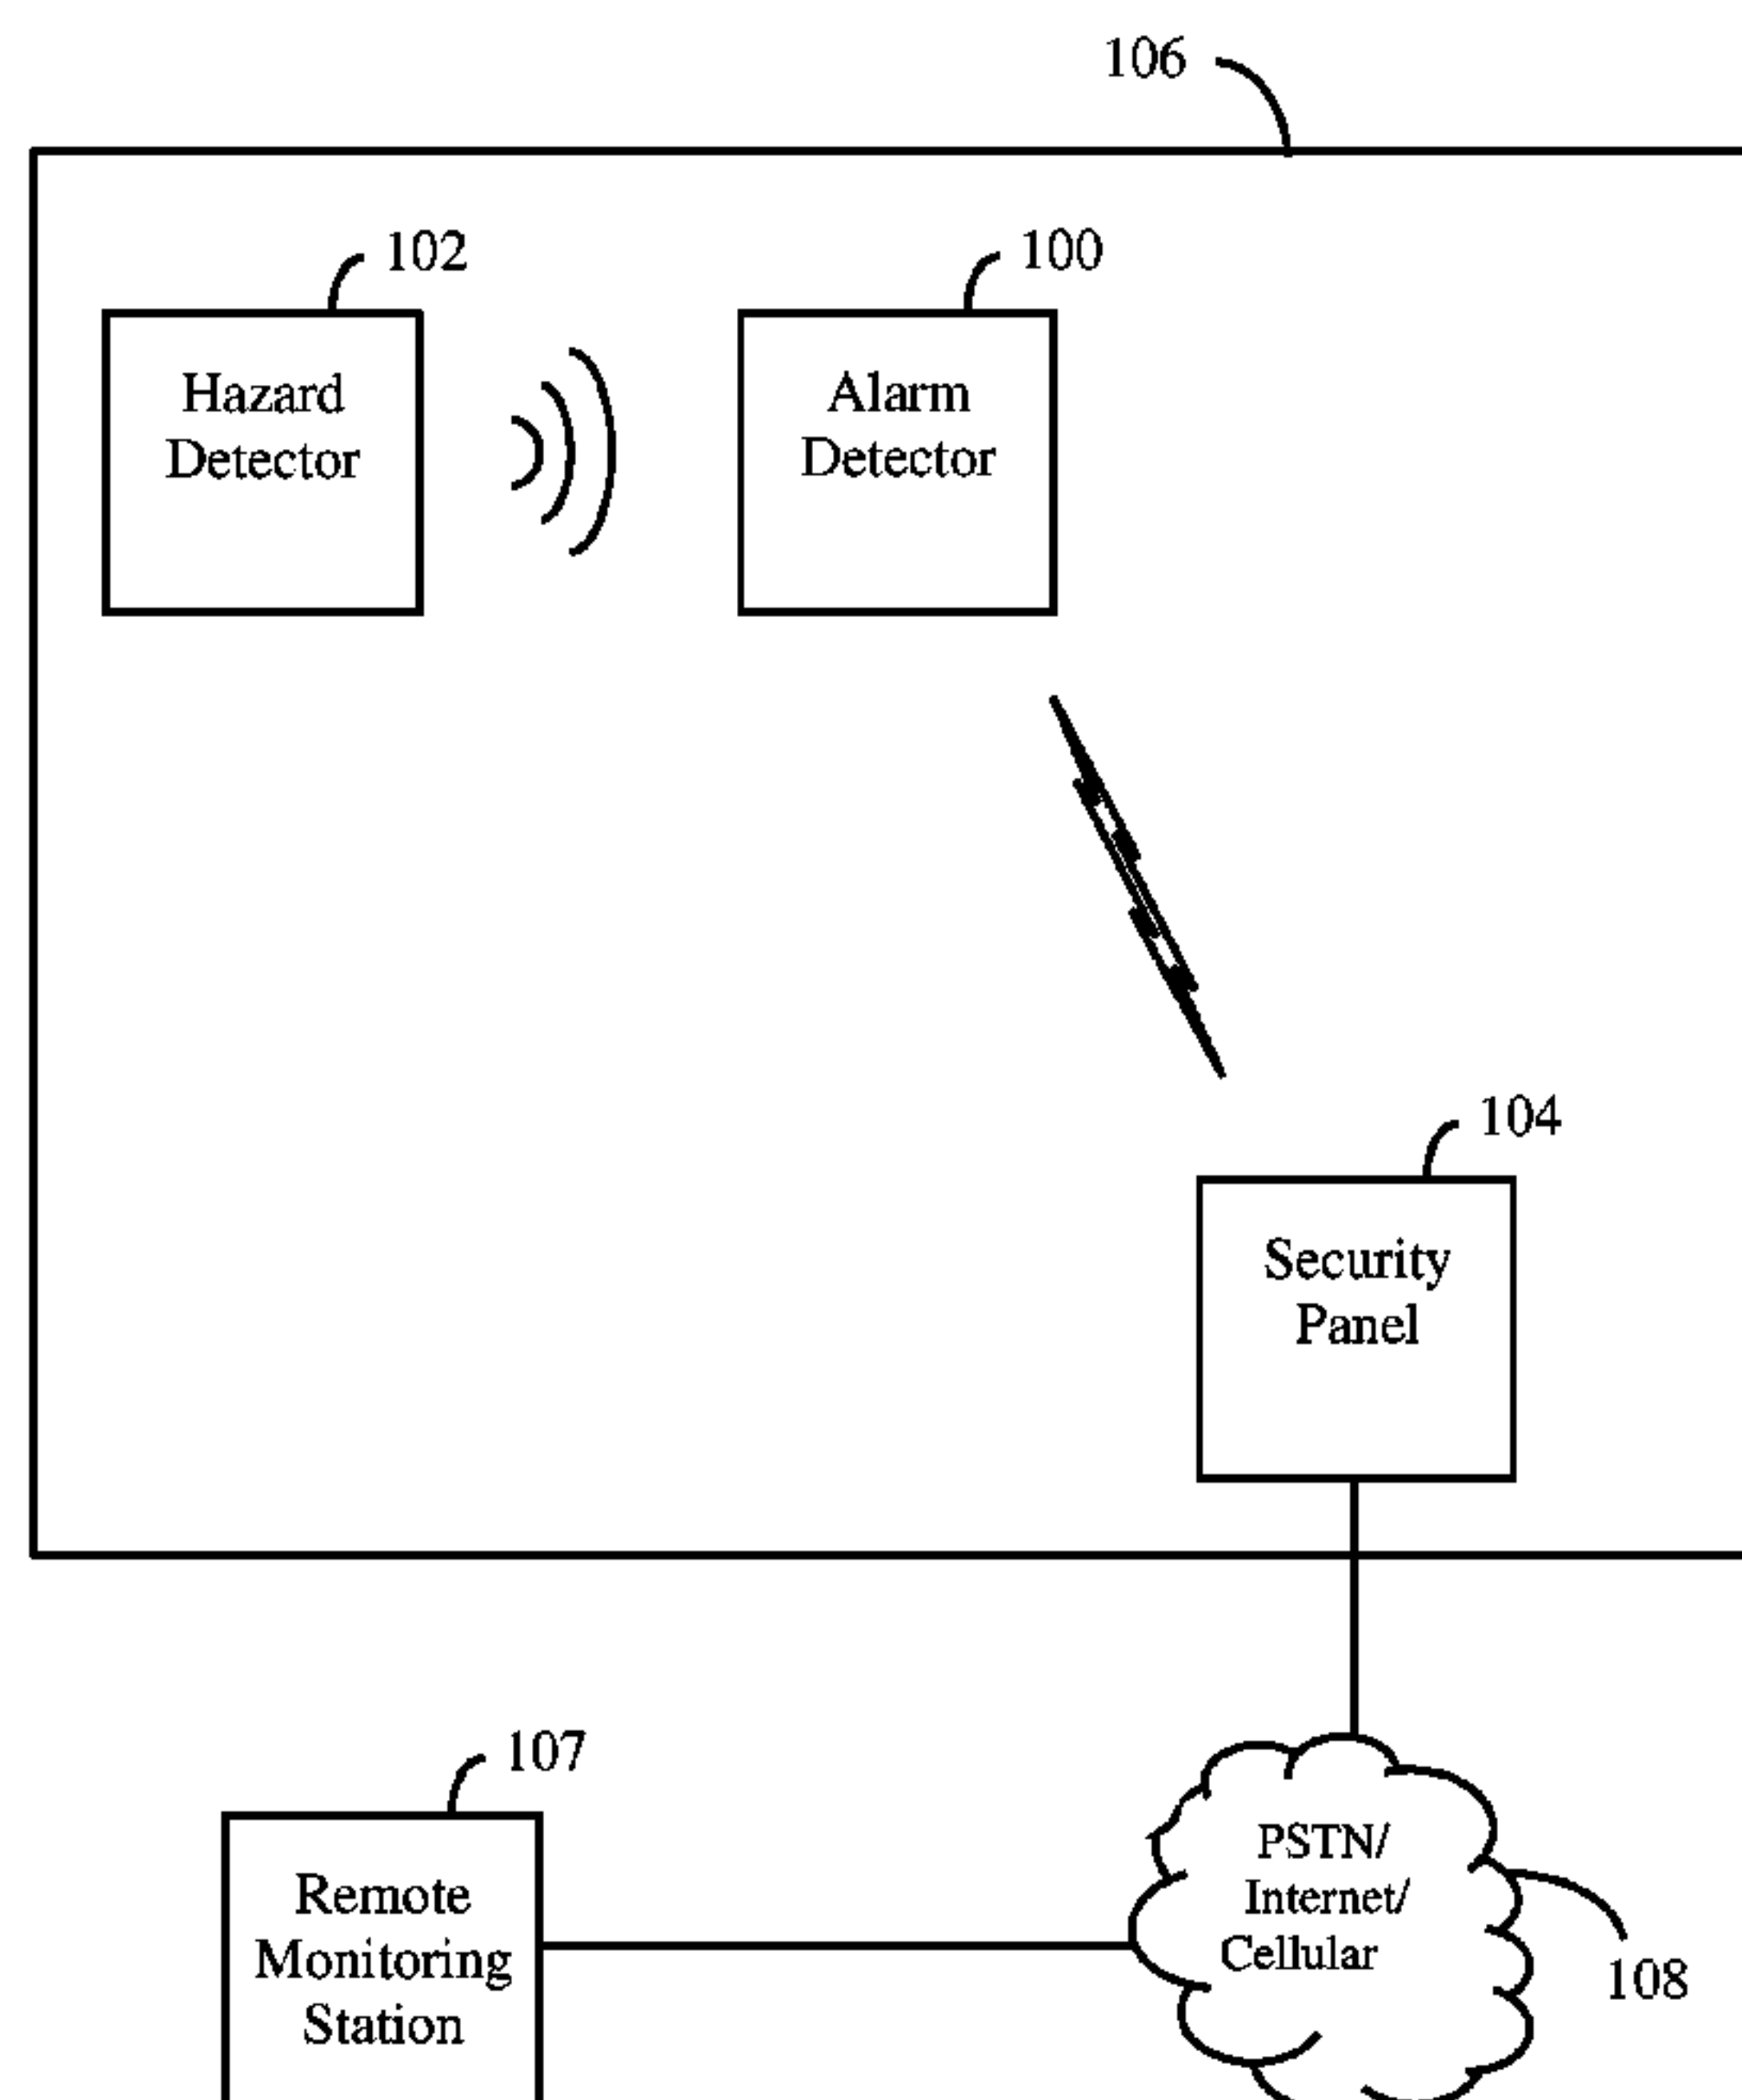 106
102
100
Hazard
Detector
Alarm
Detector
104
Security
Panel
107
Remote
Monitoring
Station
PSTN/
Internet/
Cellular
108